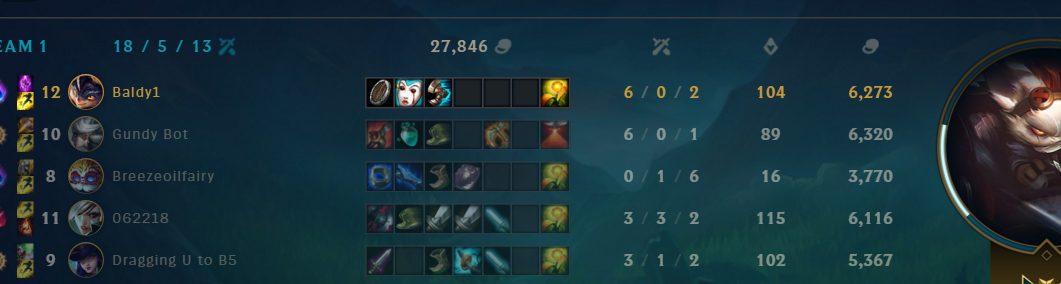 EAM 1 18 / 5 / 13 27,846
12 Baldy1 6 / 0 / 2 104 6,273
10 Gundy Bot 6 / 0 / 1 89 6,320
8 Breezeoilfairy 0 / 1 / 6 16 3,770
11 062218 3 / 3 / 2 115 6,116
9 Dragging U to B5 3 / 1 / 2 102 5,367